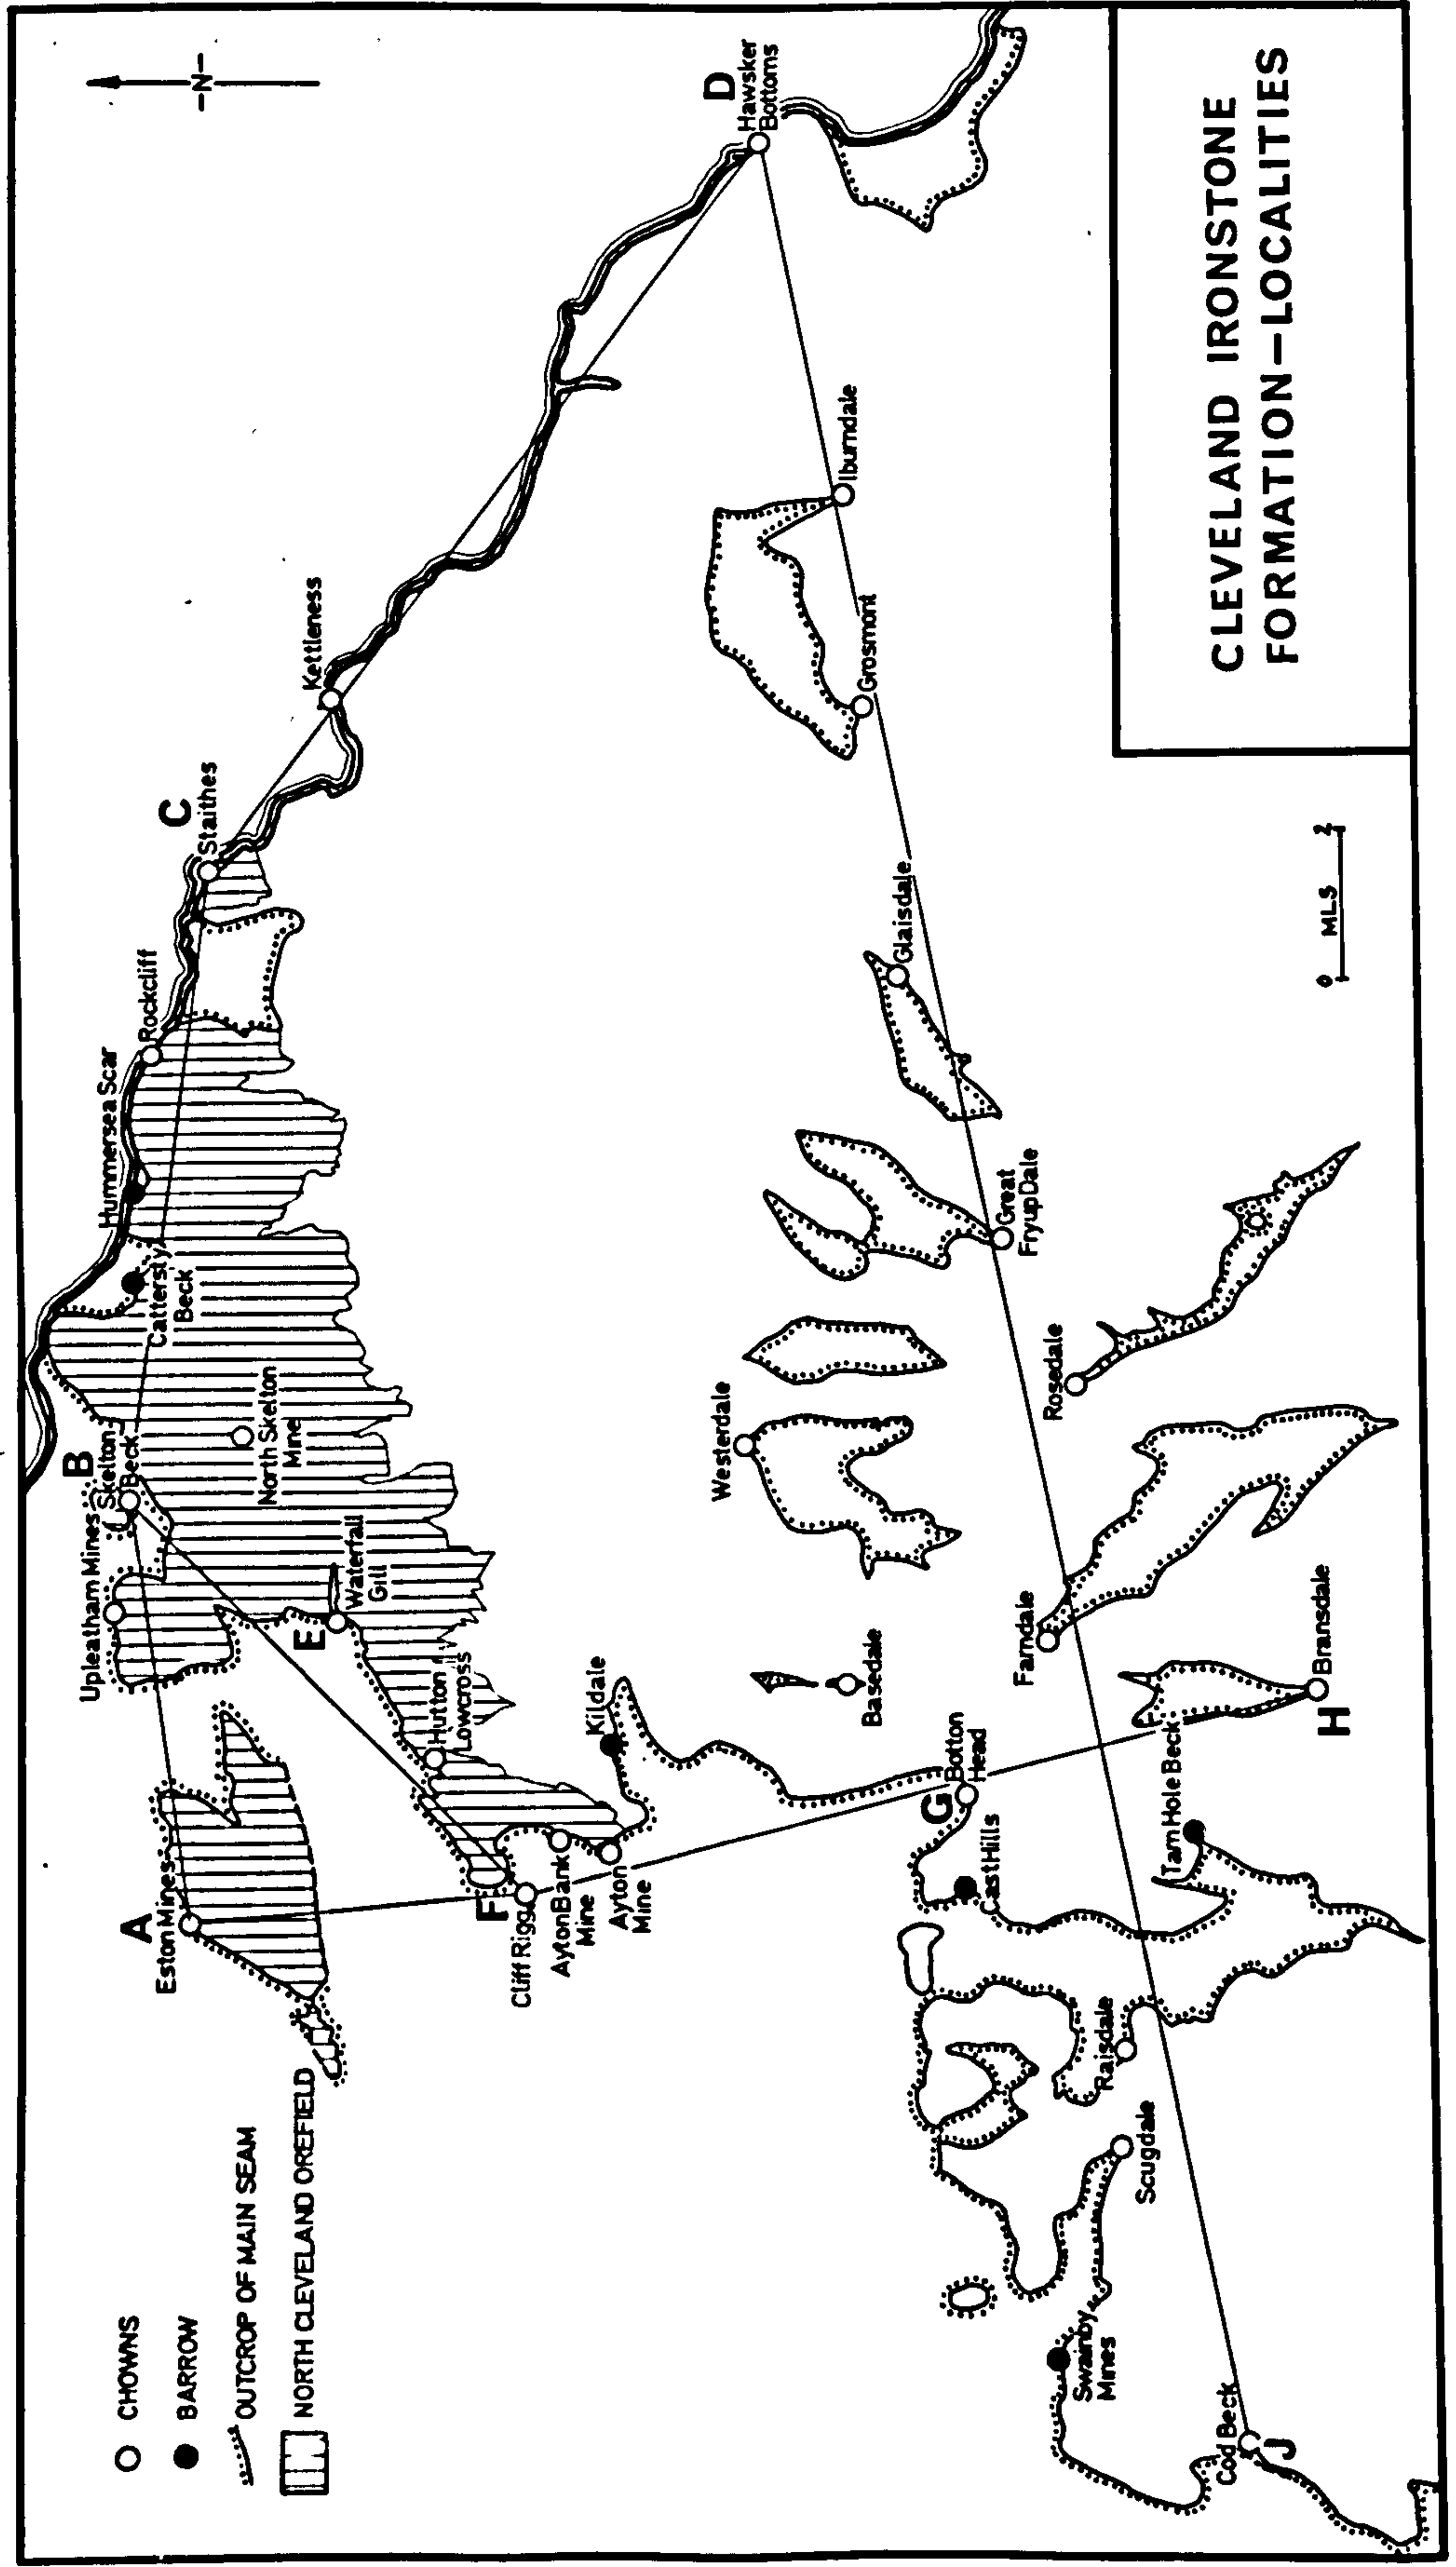 CHOWNS
BARROW
OUTCROP OF MAIN SEAM
NORTH CLEVELAND OREFIELD
-N-
A
Eston Mines
Upleatham Mines
B
Skelton
Beck
North Skelton
Mine
Cattersty
Beck
Hummersea Scar
Rockcliff
C
Staithes
Kettleness
D
Hawsker
Bottoms
E
Waterfall
Gill
Hutton
Lowcross
F
Cliff Rigg
Ayton Bank
Mine
Ayton
Mine
Kildale
Basedale
Westerdale
Iburndale
Grosmont
Glaisdale
Great
Fryup Dale
Rosedale
Farndale
G
Botton
Head
East Hills
Tarn Hole Beck
H
Bransdale
Raisdale
Scugdale
Swainby
Mines
Cod Beck
J
0 MLS 2
CLEVELAND IRONSTONE
FORMATION-LOCALITIES